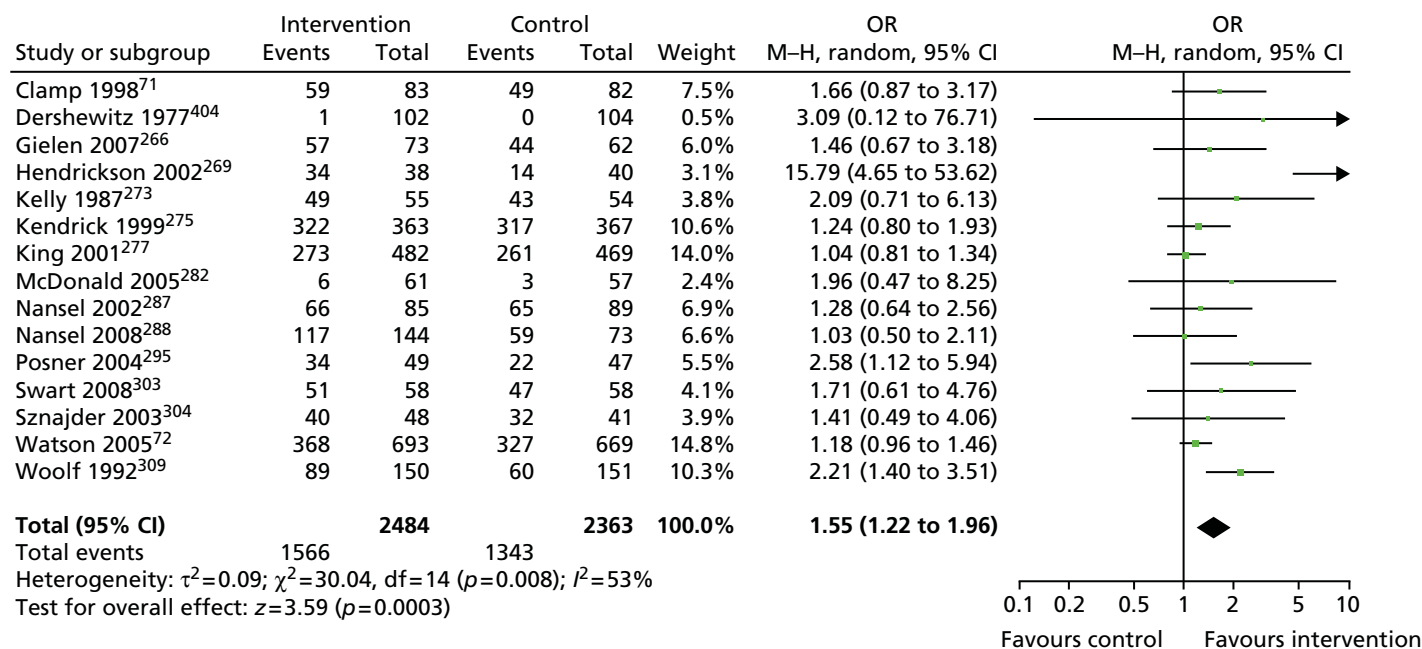 Intervention Control OR OR
Study or subgroup Events Total Events Total Weight M–H, random, 95% CI M–H, random, 95% CI
Clamp 1998⁷¹ 59 83 49 82 7.5% 1.66 (0.87 to 3.17)
Dershewitz 1977⁴⁰⁴ 1 102 0 104 0.5% 3.09 (0.12 to 76.71)
Gielen 2007²⁶⁶ 57 73 44 62 6.0% 1.46 (0.67 to 3.18)
Hendrickson 2002²⁶⁹ 34 38 14 40 3.1% 15.79 (4.65 to 53.62)
Kelly 1987²⁷³ 49 55 43 54 3.8% 2.09 (0.71 to 6.13)
Kendrick 1999²⁷⁵ 322 363 317 367 10.6% 1.24 (0.80 to 1.93)
King 2001²⁷⁷ 273 482 261 469 14.0% 1.04 (0.81 to 1.34)
McDonald 2005²⁸² 6 61 3 57 2.4% 1.96 (0.47 to 8.25)
Nansel 2002²⁸⁷ 66 85 65 89 6.9% 1.28 (0.64 to 2.56)
Nansel 2008²⁸⁸ 117 144 59 73 6.6% 1.03 (0.50 to 2.11)
Posner 2004²⁹⁵ 34 49 22 47 5.5% 2.58 (1.12 to 5.94)
Swart 2008³⁰³ 51 58 47 58 4.1% 1.71 (0.61 to 4.76)
Sznajder 2003³⁰⁴ 40 48 32 41 3.9% 1.41 (0.49 to 4.06)
Watson 2005⁷² 368 693 327 669 14.8% 1.18 (0.96 to 1.46)
Woolf 1992³⁰⁹ 89 150 60 151 10.3% 2.21 (1.40 to 3.51)
Total (95% CI) 2484 2363 100.0% 1.55 (1.22 to 1.96)
Total events 1566 1343
Heterogeneity: τ²=0.09; χ²=30.04, df=14 (p=0.008); I²=53%
Test for overall effect: z=3.59 (p=0.0003)
0.1 0.2 0.5 1 2 5 10
Favours control Favours intervention